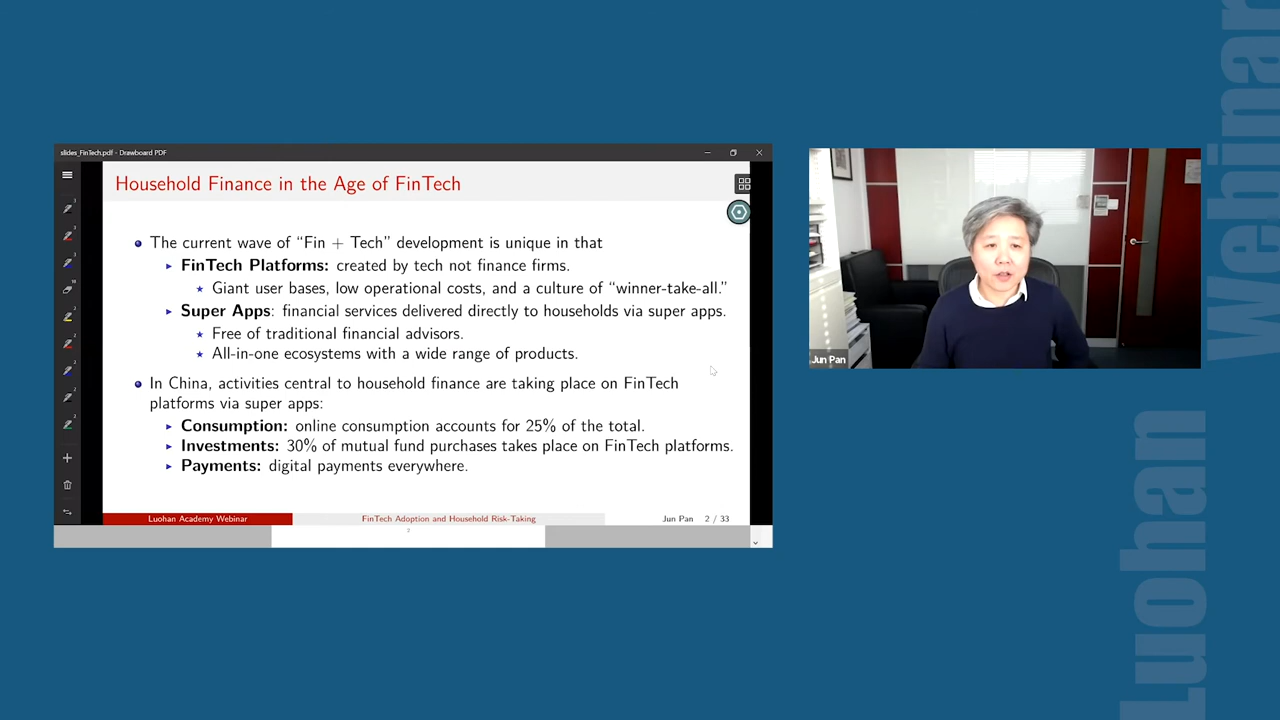 slides_FinTech.pdf - Drawboard PDF
Household Finance in the Age of FinTech
The current wave of “Fin + Tech” development is unique in that
FinTech Platforms: created by tech not finance firms.
Giant user bases, low operational costs, and a culture of “winner-take-all.”
Super Apps: financial services delivered directly to households via super apps.
Free of traditional financial advisors.
All-in-one ecosystems with a wide range of products.
In China, activities central to household finance are taking place on FinTech
platforms via super apps:
Consumption: online consumption accounts for 25% of the total.
Investments: 30% of mutual fund purchases takes place on FinTech platforms.
Payments: digital payments everywhere.
Luohan Academy Webinar
FinTech Adoption and Household Risk-Taking
Jun Pan 2 / 33
Jun Pan
Luohan Webinar